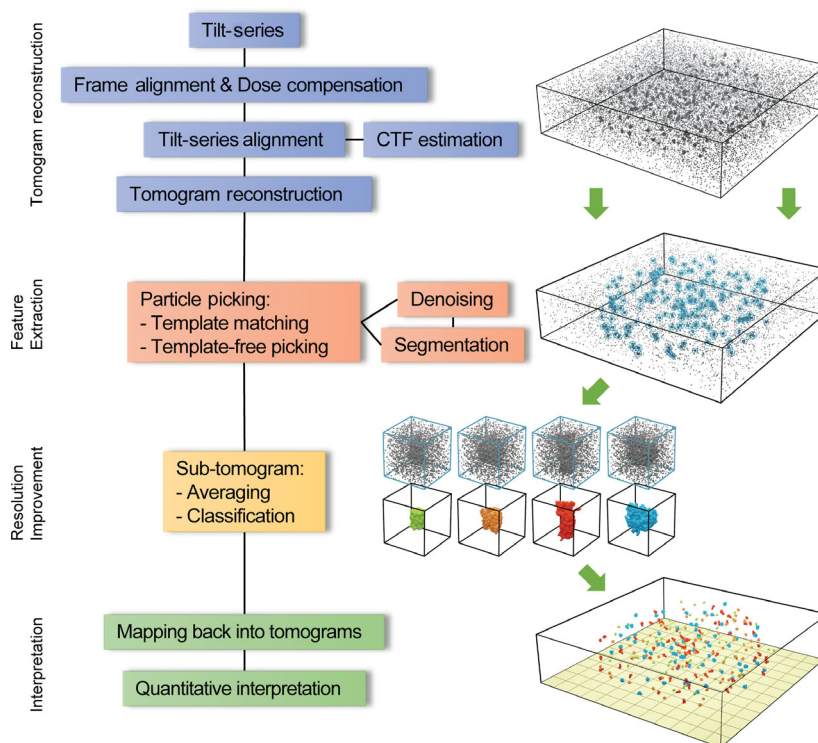 Tomogram reconstruction
Tilt-series
Frame alignment & Dose compensation
Tilt-series alignment
CTF estimation
Tomogram reconstruction
Feature
Extraction
Particle picking:
- Template matching
- Template-free picking
Denoising
Segmentation
Resolution
Improvement
Sub-tomogram:
- Averaging
- Classification
Interpretation
Mapping back into tomograms
Quantitative interpretation